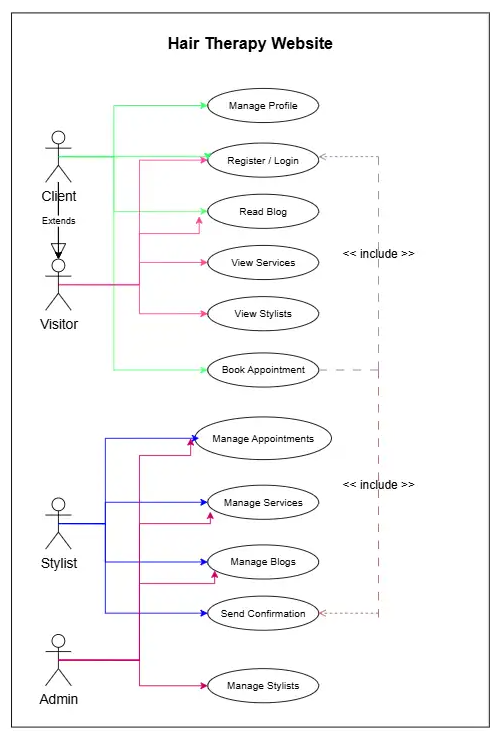 Hair Therapy Website
Manage Profile
Register / Login
Client
Read Blog
Extends
<< include >>
View Services
View Stylists
Visitor
Book Appointment
Manage Appointments
<< include >>
Manage Services
Stylist
Manage Blogs
Send Confirmation
Manage Stylists
Admin